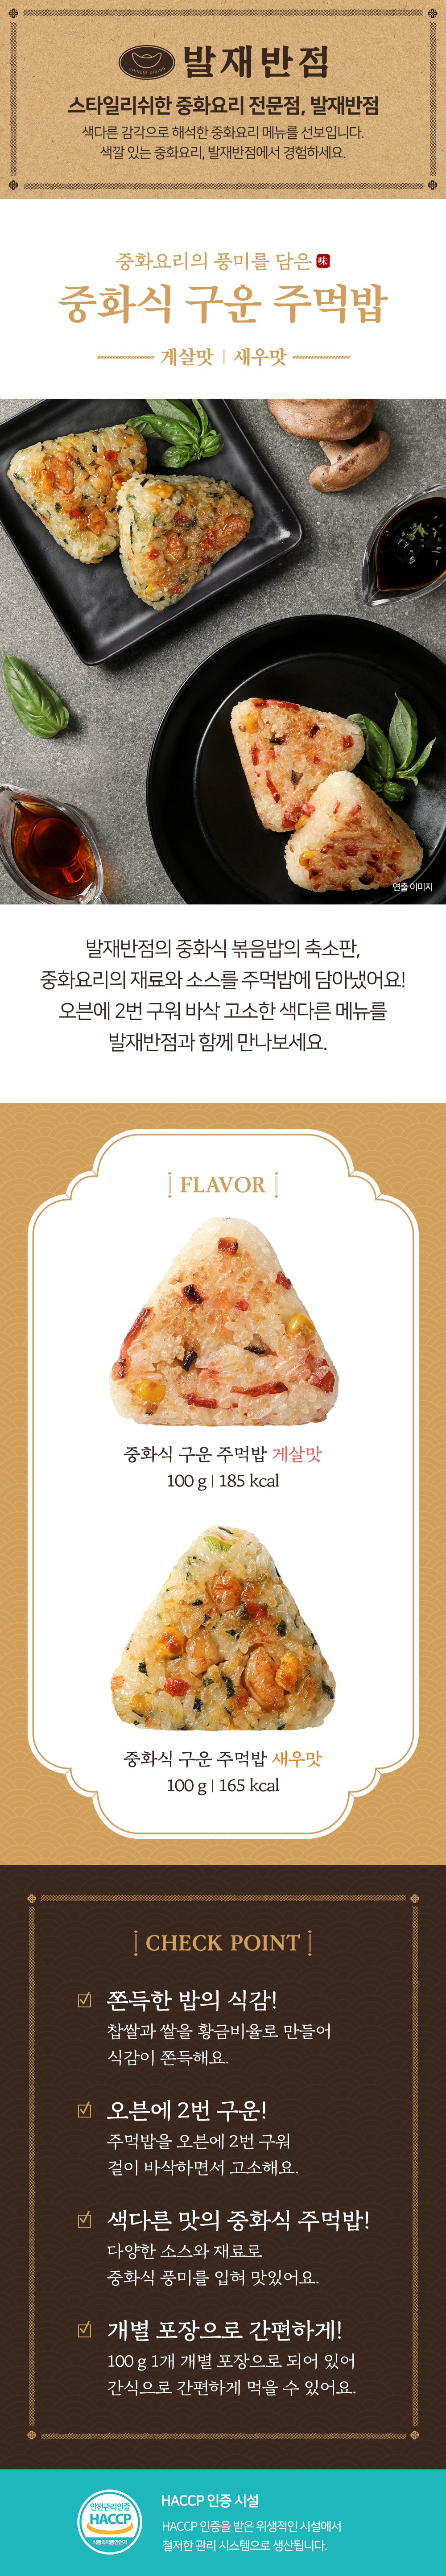 CHINESE DINING
발재반점
스타일리쉬한 중화요리 전문점, 발재반점
색다른 감각으로 해석한 중화요리 메뉴를 선보입니다.
색깔 있는 중화요리, 발재반점에서 경험하세요.
중화요리의 풍미를 담은 味
중화식 구운 주먹밥
게살맛 | 새우맛
연출 이미지
발재반점의 중화식 볶음밥의 축소판,
중화요리의 재료와 소스를 주먹밥에 담아냈어요!
오븐에 2번 구워 바삭 고소한 색다른 메뉴를
발재반점과 함께 만나보세요.
FLAVOR
중화식 구운 주먹밥 게살맛
100 g | 185 kcal
중화식 구운 주먹밥 새우맛
100 g | 165 kcal
CHECK POINT
쫀득한 밥의 식감!
찹쌀과 쌀을 황금비율로 만들어
식감이 쫀득해요.
오븐에 2번 구운!
주먹밥을 오븐에 2번 구워
겉이 바삭하면서 고소해요.
색다른 맛의 중화식 주먹밥!
다양한 소스와 재료로
중화식 풍미를 입혀 맛있어요.
개별 포장으로 간편하게!
100 g 1개 개별 포장으로 되어 있어
간식으로 간편하게 먹을 수 있어요.
안전관리인증
HACCP
식품의약품안전처
HACCP 인증 시설
HACCP 인증을 받은 위생적인 시설에서
철저한 관리 시스템으로 생산됩니다.